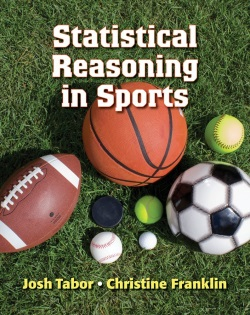 Statistical
Reasoning
in Sports
Josh Tabor • Christine Franklin